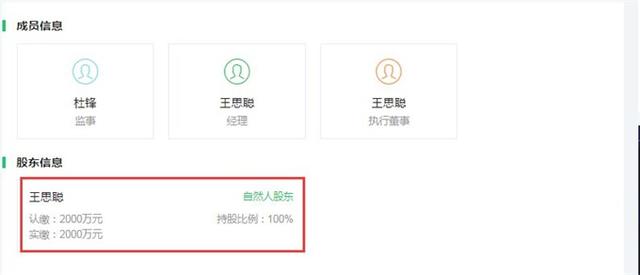 成员信息
杜锋
监事
王思聪
经理
王思聪
执行董事
股东信息
王思聪 自然人股东
认缴：2000万元 持股比例：100%
实缴：2000万元